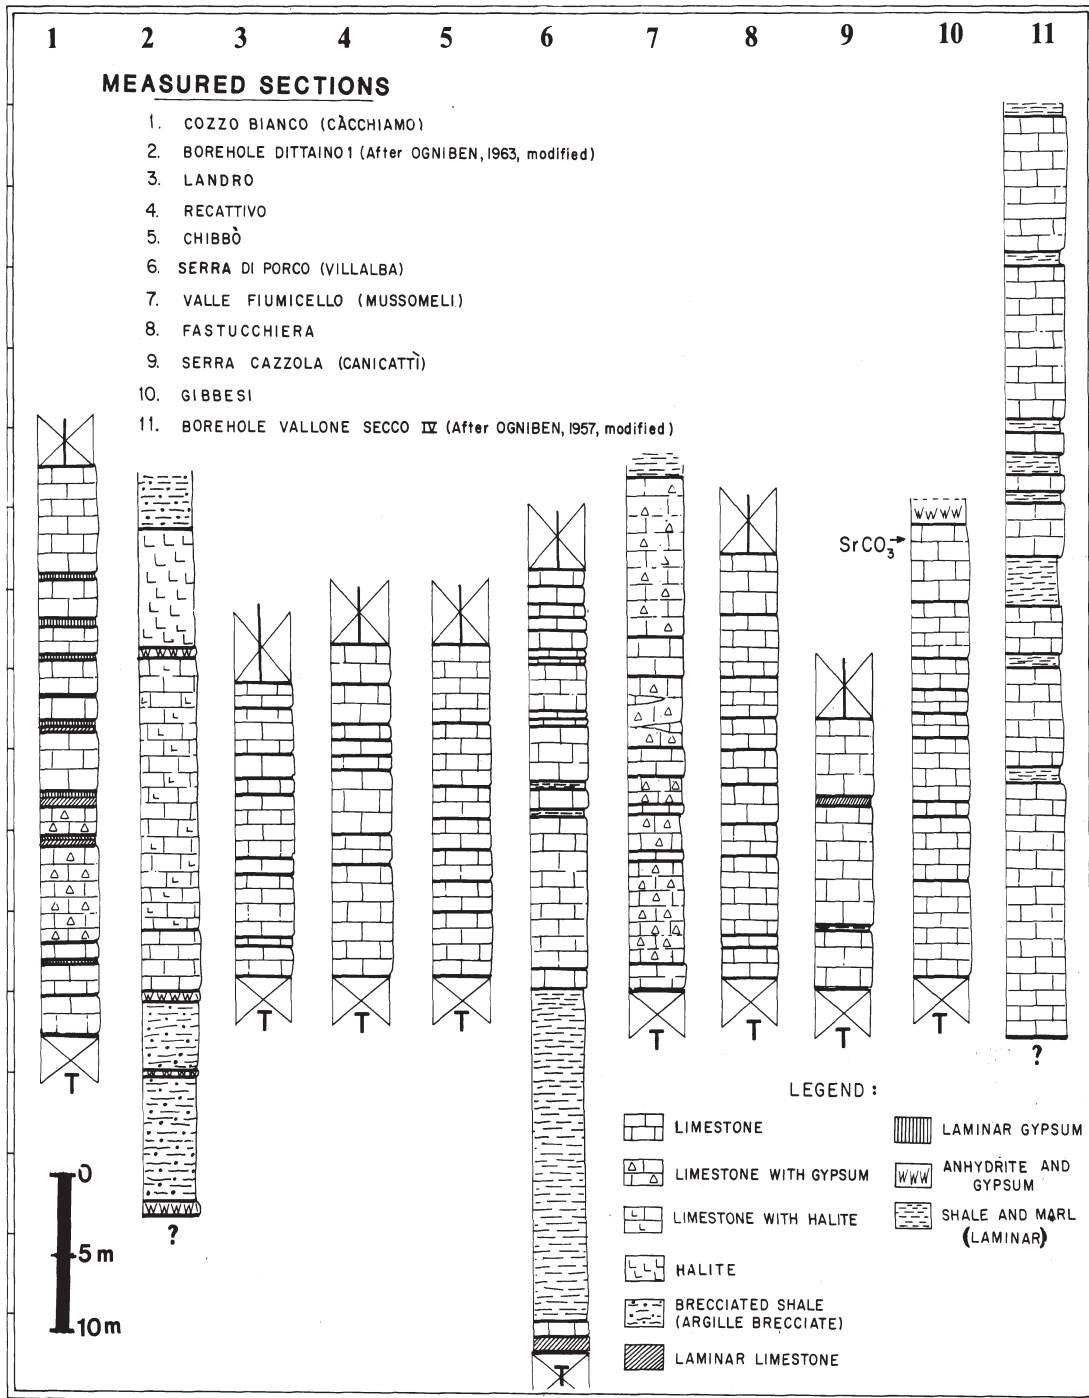 1 2 3 4 5 6 7 8 9 10 11
MEASURED SECTIONS
1. COZZO BIANCO (CÀCCHIAMO)
2. BOREHOLE DITTAINO 1 (After OGNIBEN, 1963, modified)
3. LANDRO
4. RECATTIVO
5. CHIBBÒ
6. SERRA DI PORCO (VILLALBA)
7. VALLE FIUMICELLO (MUSSOMELI)
8. FASTUCCHIERA
9. SERRA CAZZOLA (CANICATTÌ)
10. GIBBESI
11. BOREHOLE VALLONE SECCO IV (After OGNIBEN, 1957, modified)
SrCO3
T
?
T
T
T
T
T
T
T
T
?
0
5 m
10 m
LEGEND :
LIMESTONE
LIMESTONE WITH GYPSUM
LIMESTONE WITH HALITE
HALITE
BRECCIATED SHALE
(ARGILLE BRECCIATE)
LAMINAR LIMESTONE
LAMINAR GYPSUM
ANHYDRITE AND
GYPSUM
SHALE AND MARL
(LAMINAR)